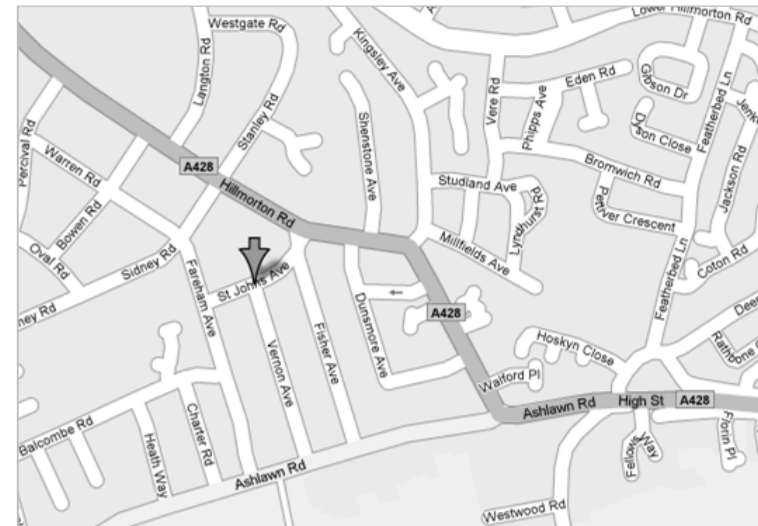 Westgate Rd
Lower Hillmorton Rd
Langton Rd
Kingsley Ave
Vere Rd
Eden Rd
Gibson Dr
Featherbed Ln
Stanley Rd
Phipps Ave
Dyson Close
Percival Rd
Shenstone Ave
Warren Rd
A428
Bromwich Rd
Jackson Rd
Hillmorton Rd
Studland Ave
Lyndhurst Rd
Pettiver Crescent
Bowen Rd
Oval Rd
Sidney Rd
Millfields Ave
Featherbed Ln
Coton Rd
St Johns Ave
Fareham Ave
Dunsmore Ave
A428
ney Rd
Vernon Ave
Fisher Ave
Hoskyn Close
Walford Pl
Ashlawn Rd
High St
A428
Balcombe Rd
Heath Way
Charter Rd
Ashlawn Rd
Fellows Way
Florin Pl
Westwood Rd